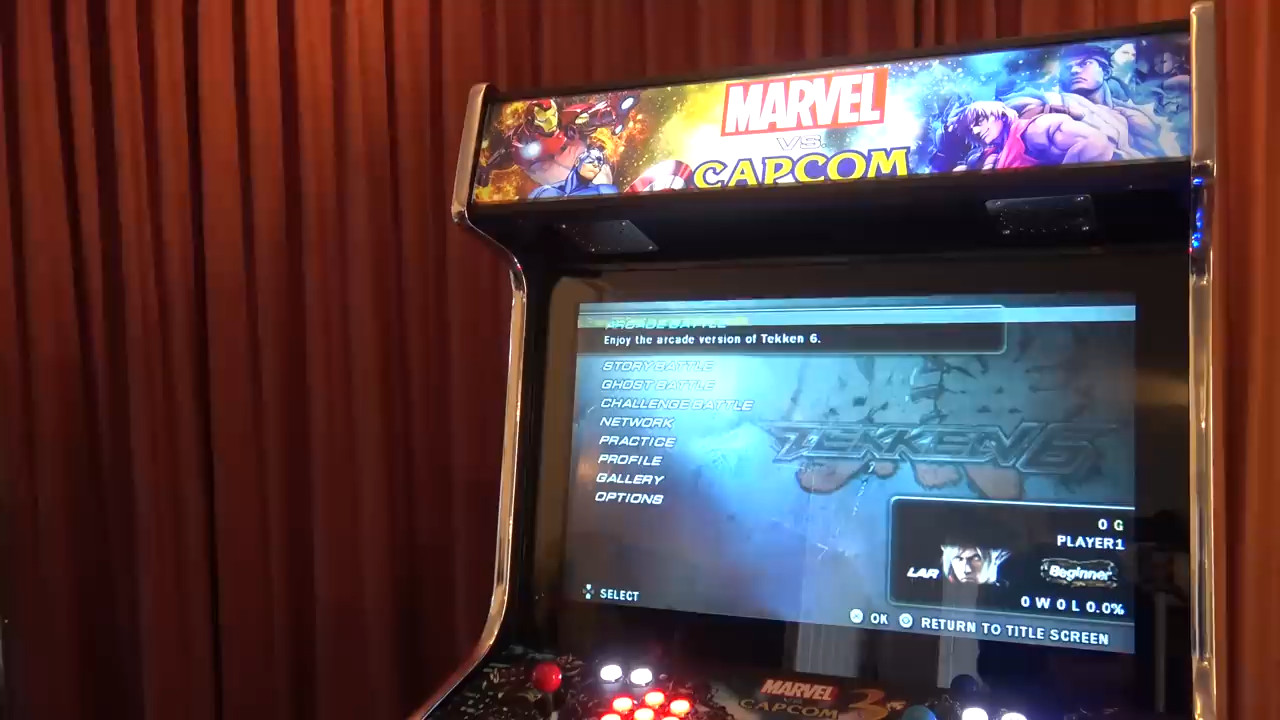 MARVEL
VS.
CAPCOM
ARCADE BATTLE
Enjoy the arcade version of Tekken 6.
STORY BATTLE
GHOST BATTLE
CHALLENGE BATTLE
NETWORK
PRACTICE
PROFILE
GALLERY
OPTIONS
TEKKEN 6
0 G
PLAYER1
LAR
Beginner
0 W 0 L 0.0%
SELECT
OK
RETURN TO TITLE SCREEN
MARVEL
VS
CAPCOM 3